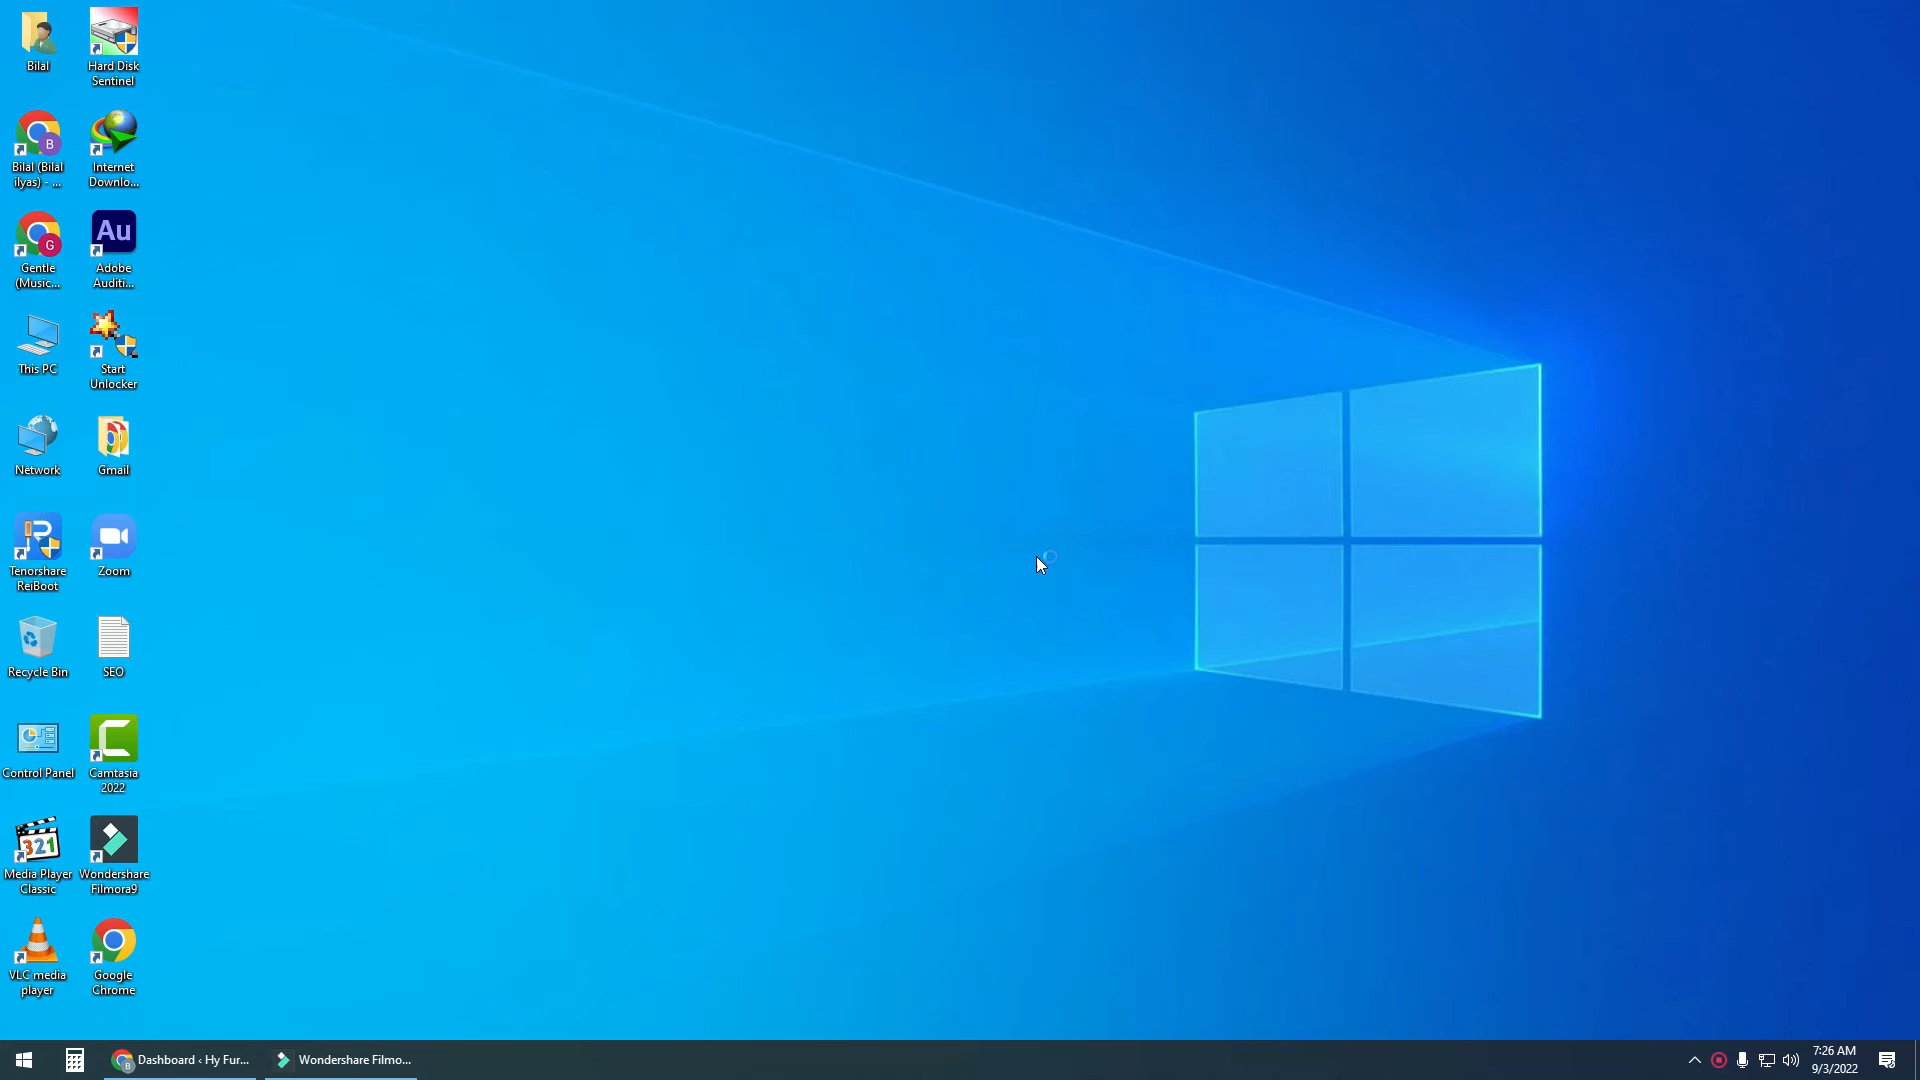 Bilal
Hard Disk
Sentinel
B
Bilal (Bilal
ilyas) - ...
Internet
Downlo...
G
Gentle
(Music...
Au
Adobe
Auditi...
This PC
Start
Unlocker
Network
Gmail
Tenorshare
ReiBoot
Zoom
Recycle Bin
SEO
Control Panel
Camtasia
2022
321
Media Player
Classic
Wondershare
Filmora9
VLC media
player
Google
Chrome
B
Dashboard ‹ Hy Fur...
Wondershare Filmo...
7:26 AM
9/3/2022